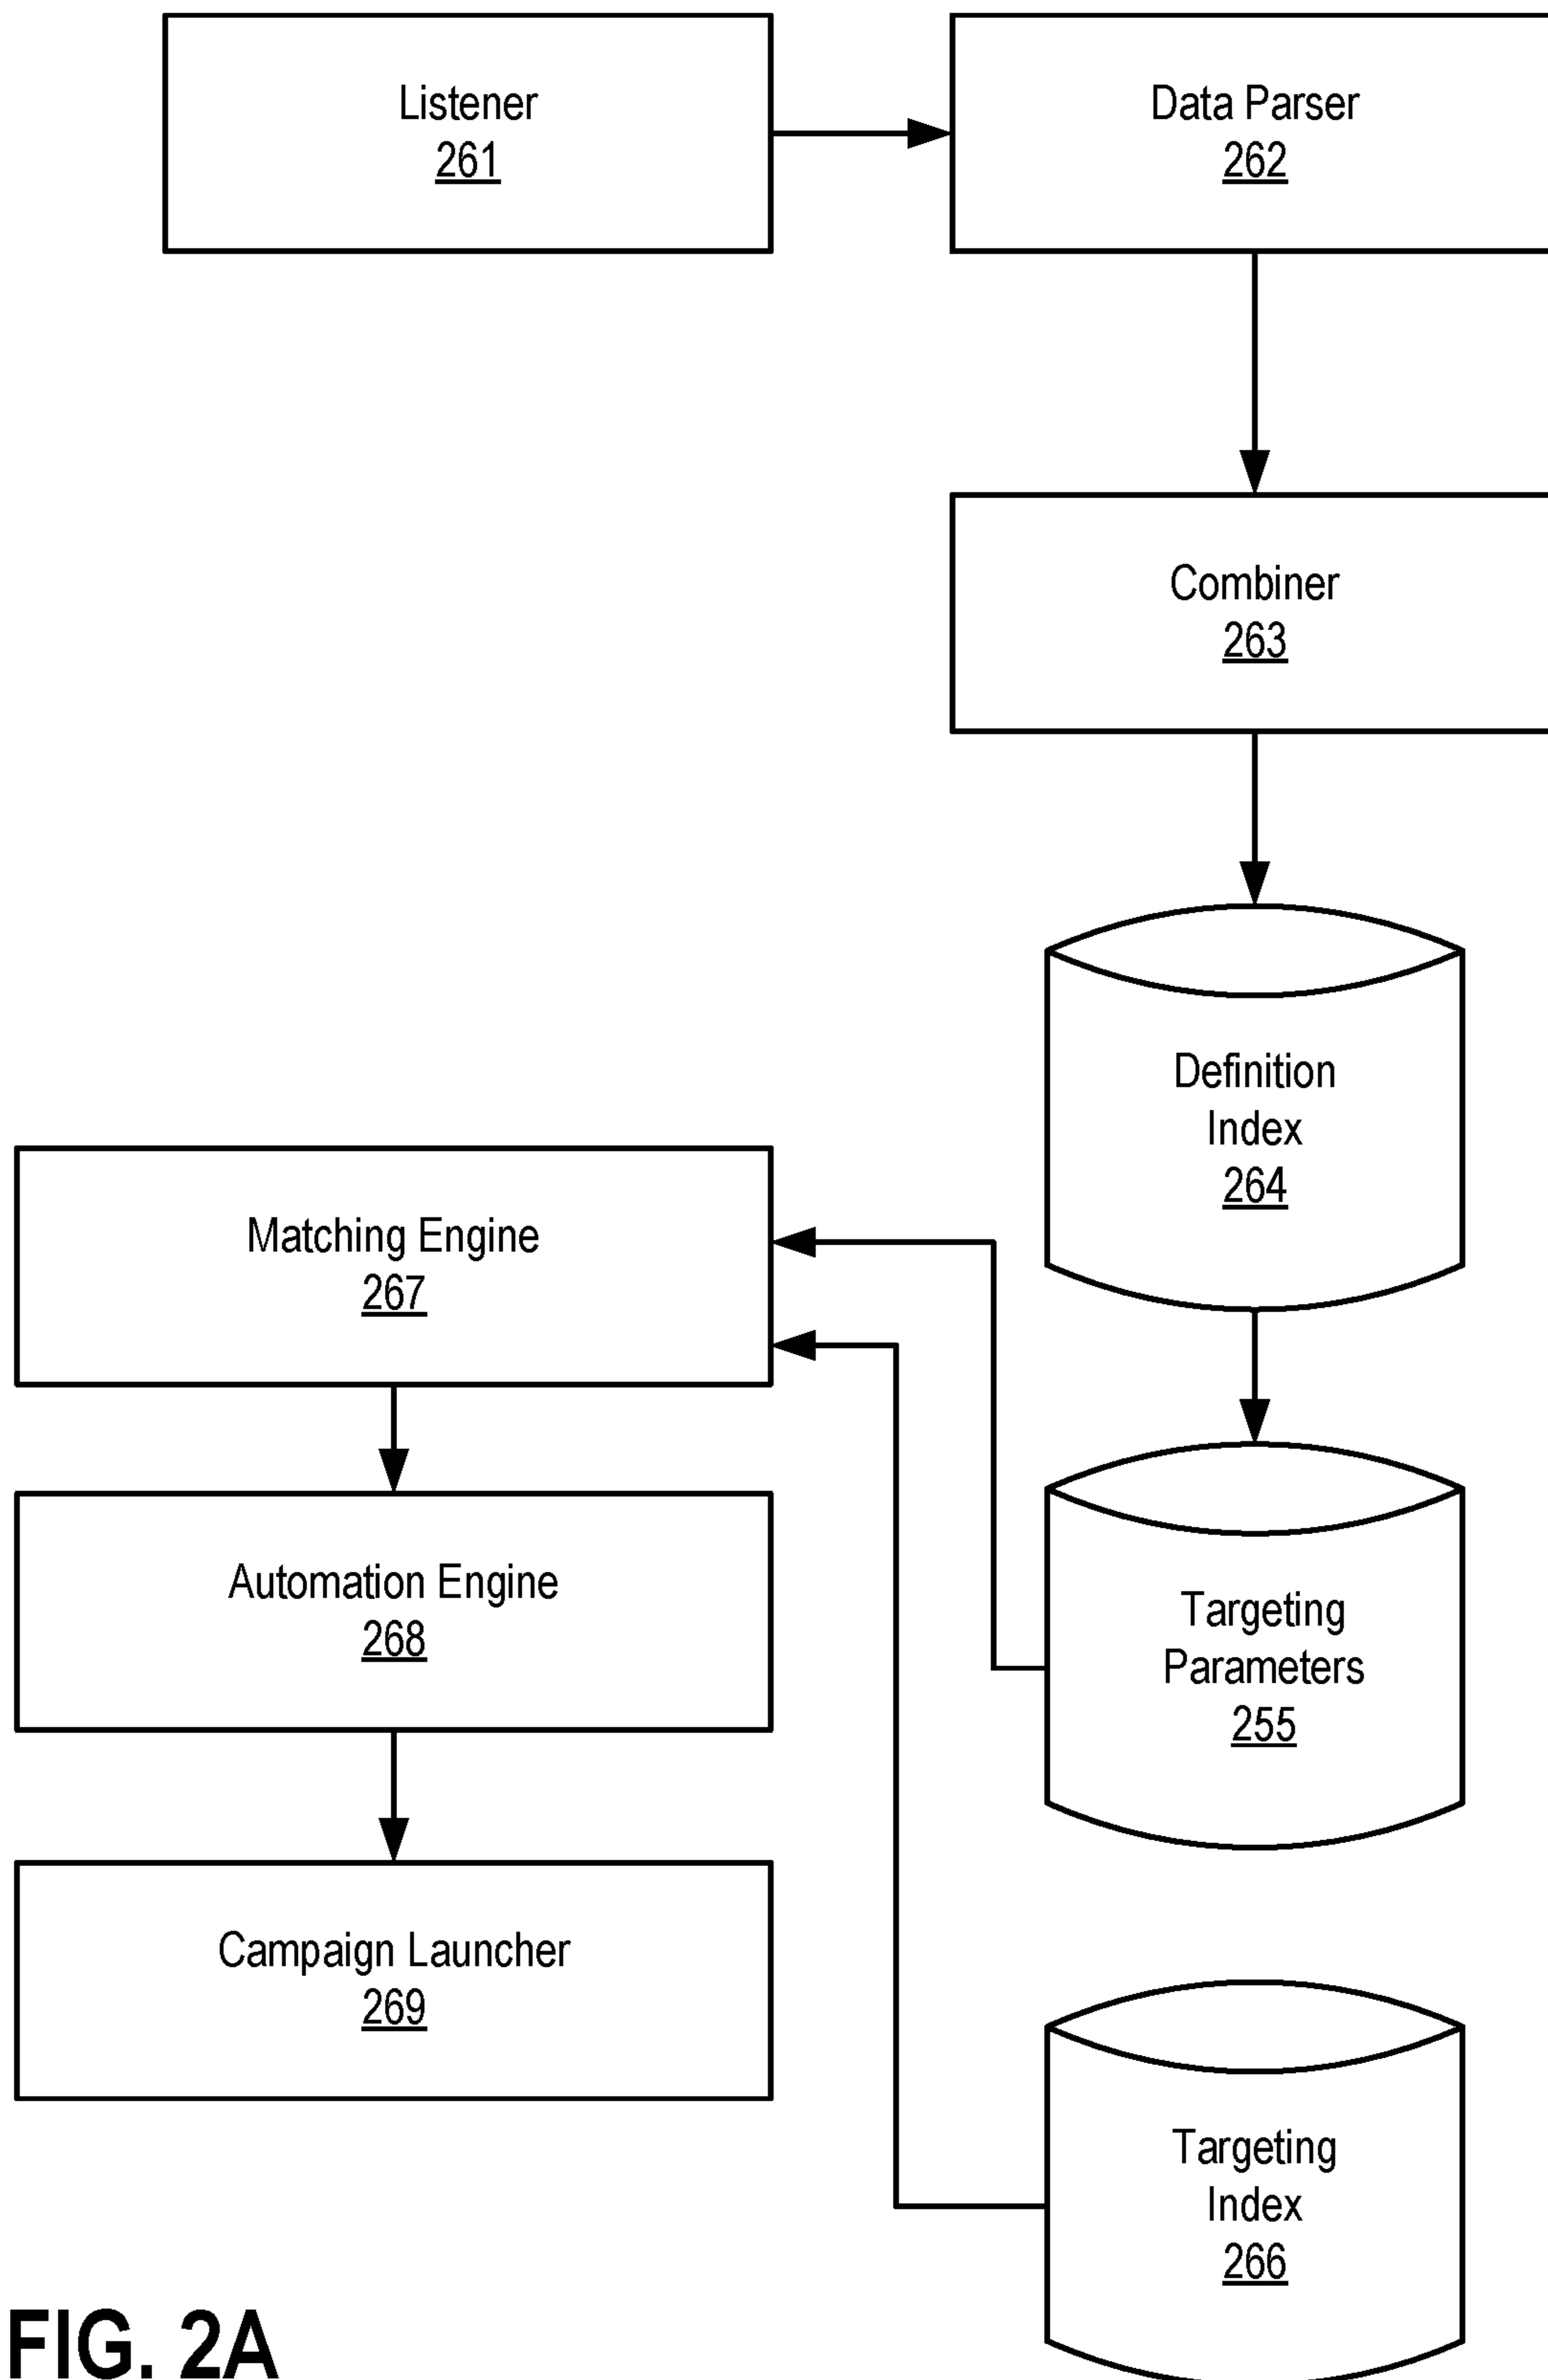 Listener
261
Data Parser
262
Combiner
263
Definition
Index
264
Matching Engine
267
Automation Engine
268
Targeting
Parameters
255
Campaign Launcher
269
Targeting
Index
266
FIG. 2A